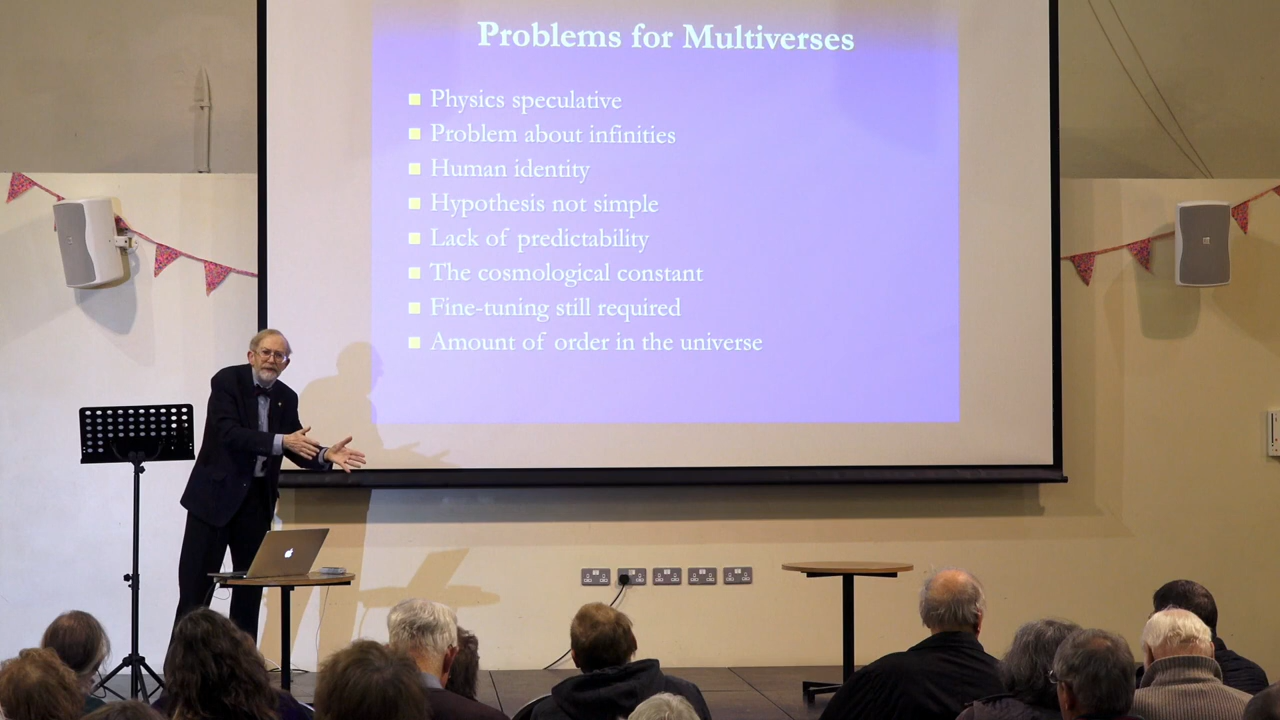 Problems for Multiverses
Physics speculative
Problem about infinities
Human identity
Hypothesis not simple
Lack of predictability
The cosmological constant
Fine-tuning still required
Amount of order in the universe